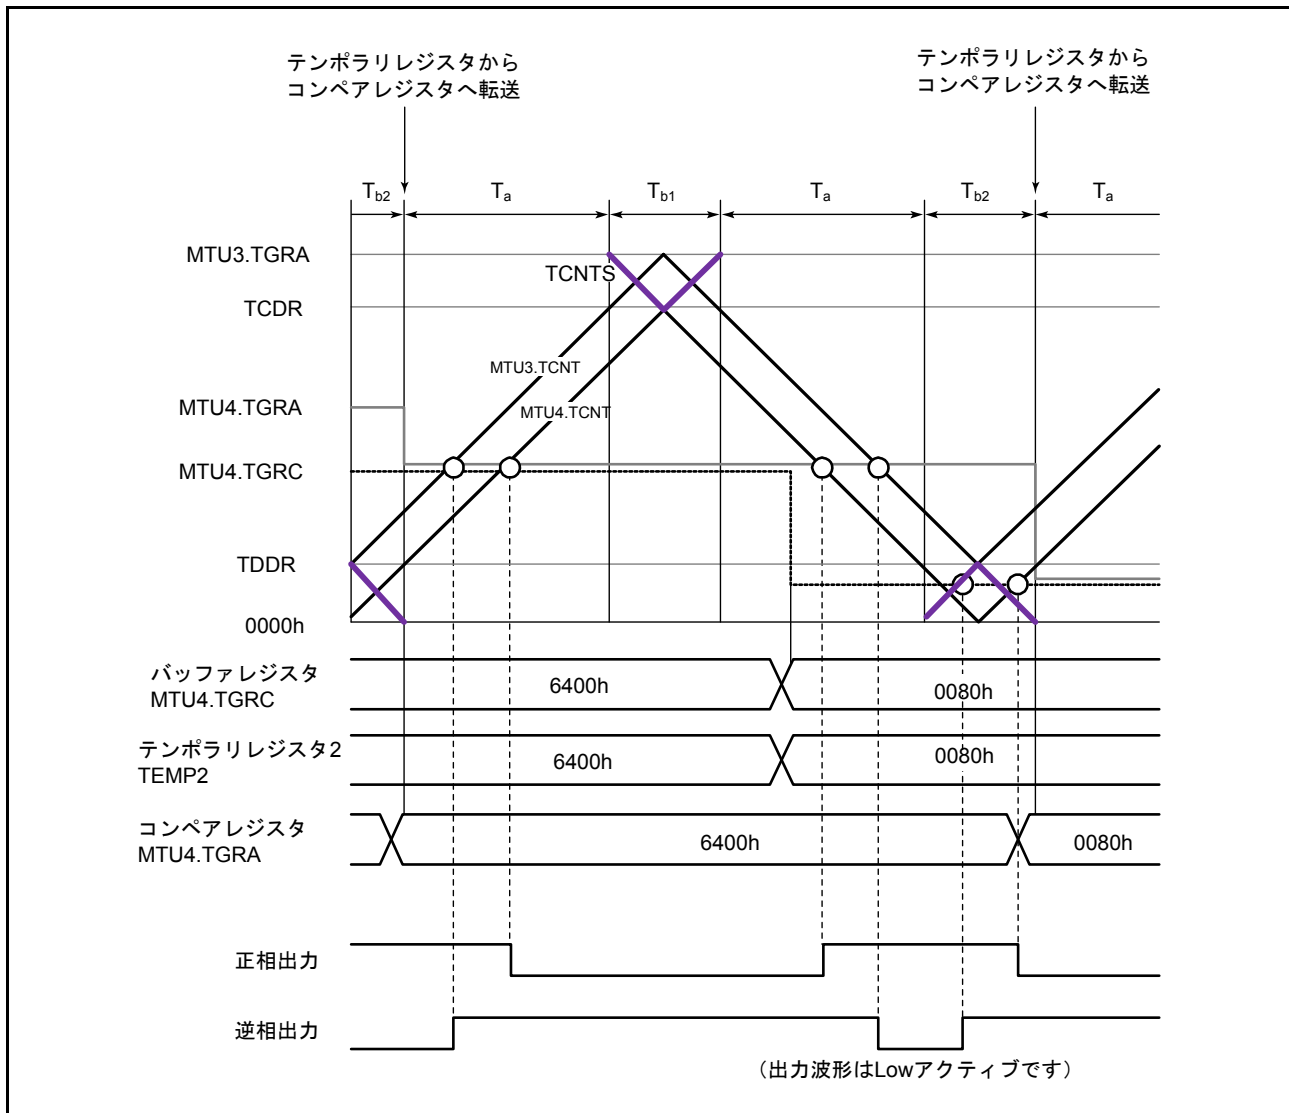 テンポラリレジスタから
コンペアレジスタへ転送
テンポラリレジスタから
コンペアレジスタへ転送
Tb2
Ta
Tb1
Ta
Tb2
Ta
MTU3.TGRA
TCNTS
TCDR
MTU3.TCNT
MTU4.TGRA
MTU4.TCNT
MTU4.TGRC
TDDR
0000h
バッファレジスタ
MTU4.TGRC
6400h
0080h
テンポラリレジスタ2
TEMP2
6400h
0080h
コンペアレジスタ
MTU4.TGRA
6400h
0080h
正相出力
逆相出力
（出力波形はLowアクティブです）